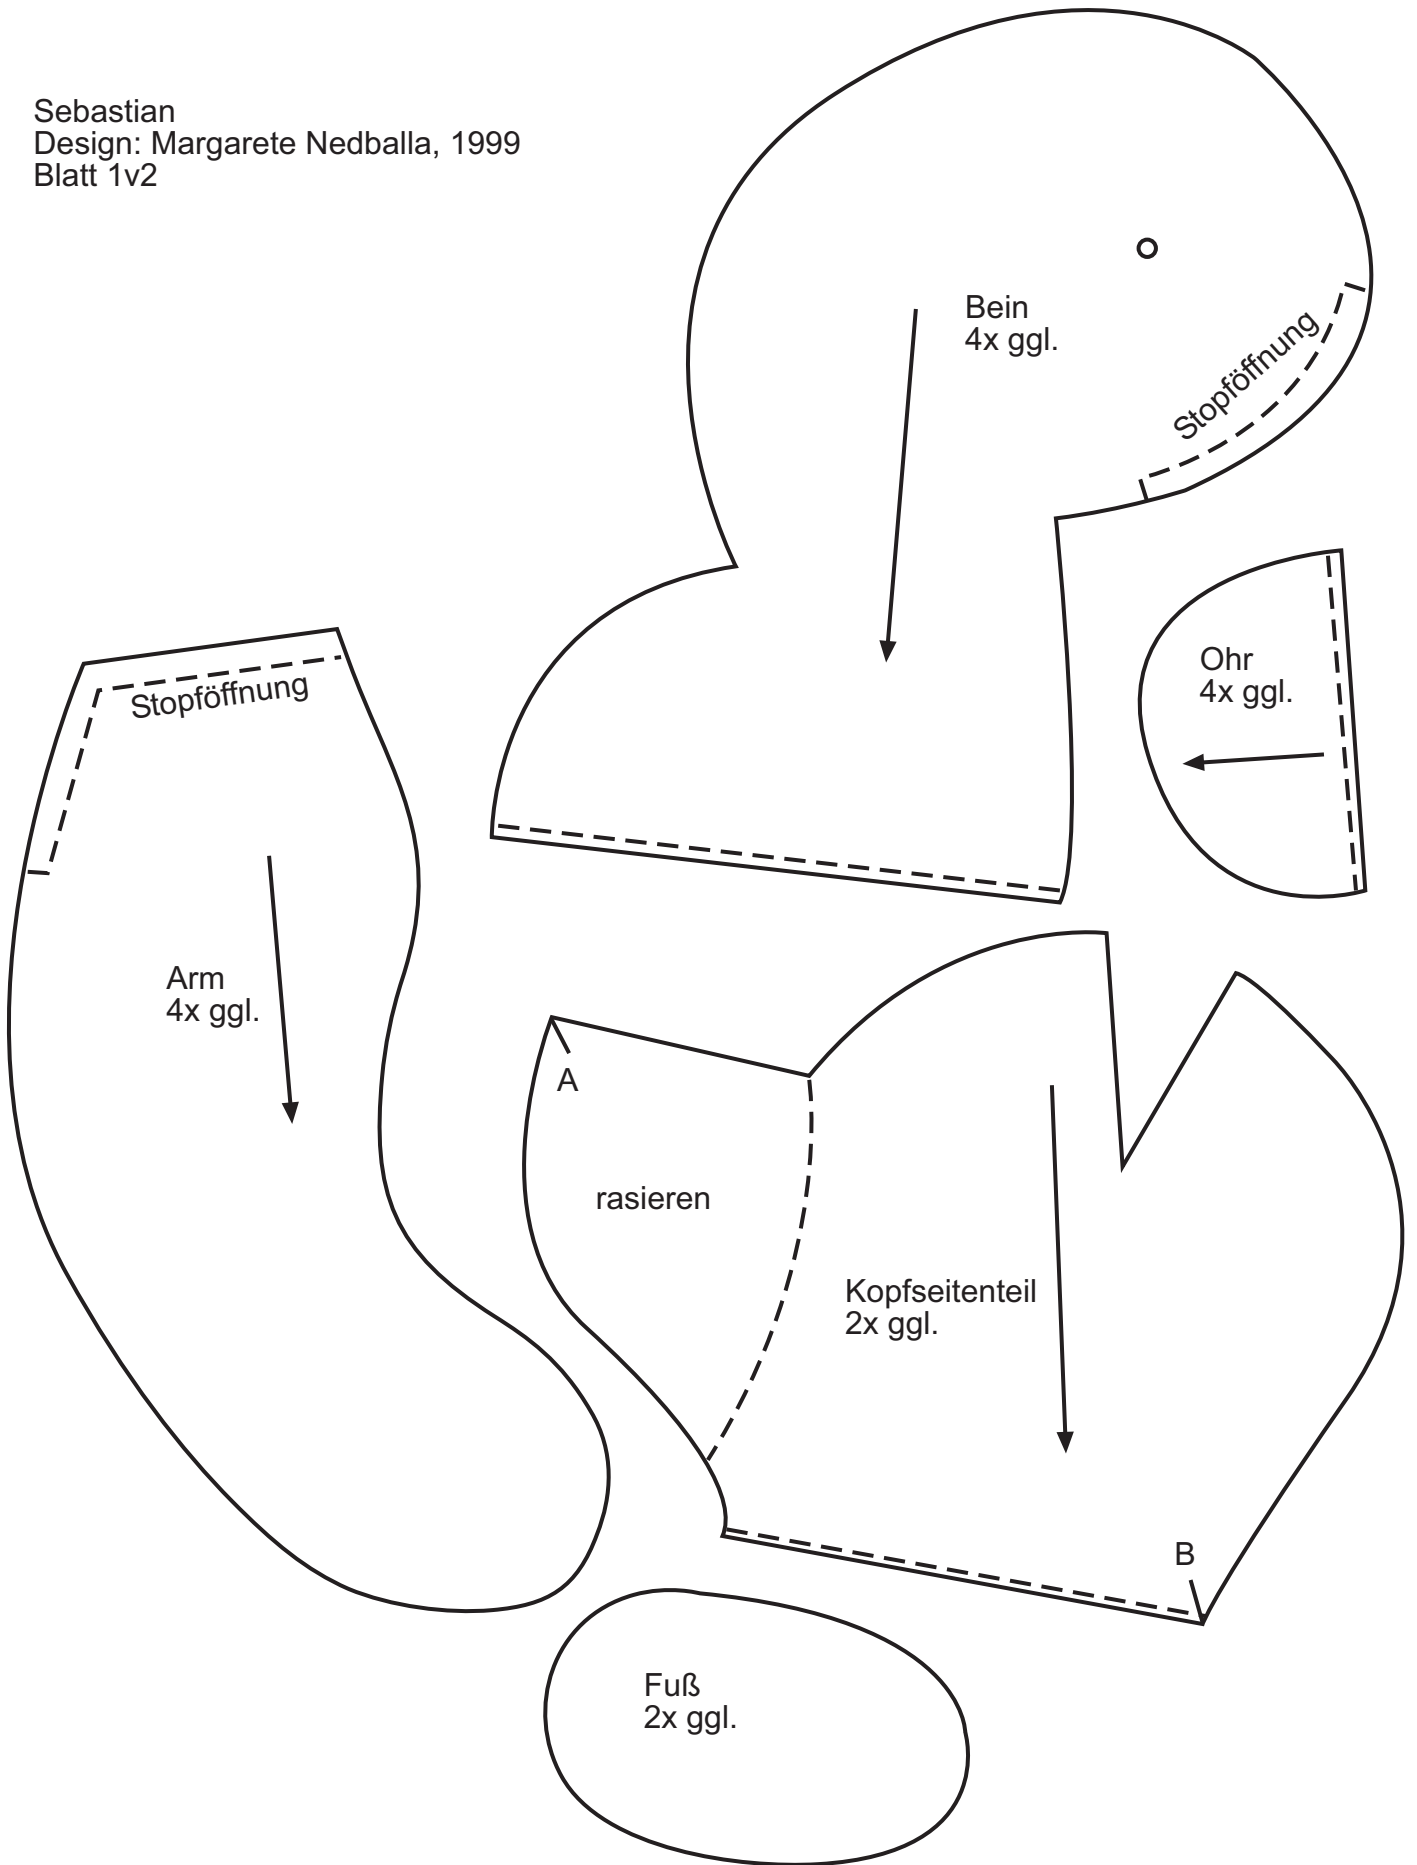 Sebastian
Design: Margarete Nedballa, 1999
Blatt 1v2
Bein
4x ggl.
Stopföffnung
Ohr
4x ggl.
Stopföffnung
Arm
4x ggl.
A
rasieren
Kopfseitenteil
2x ggl.
B
Fuß
2x ggl.